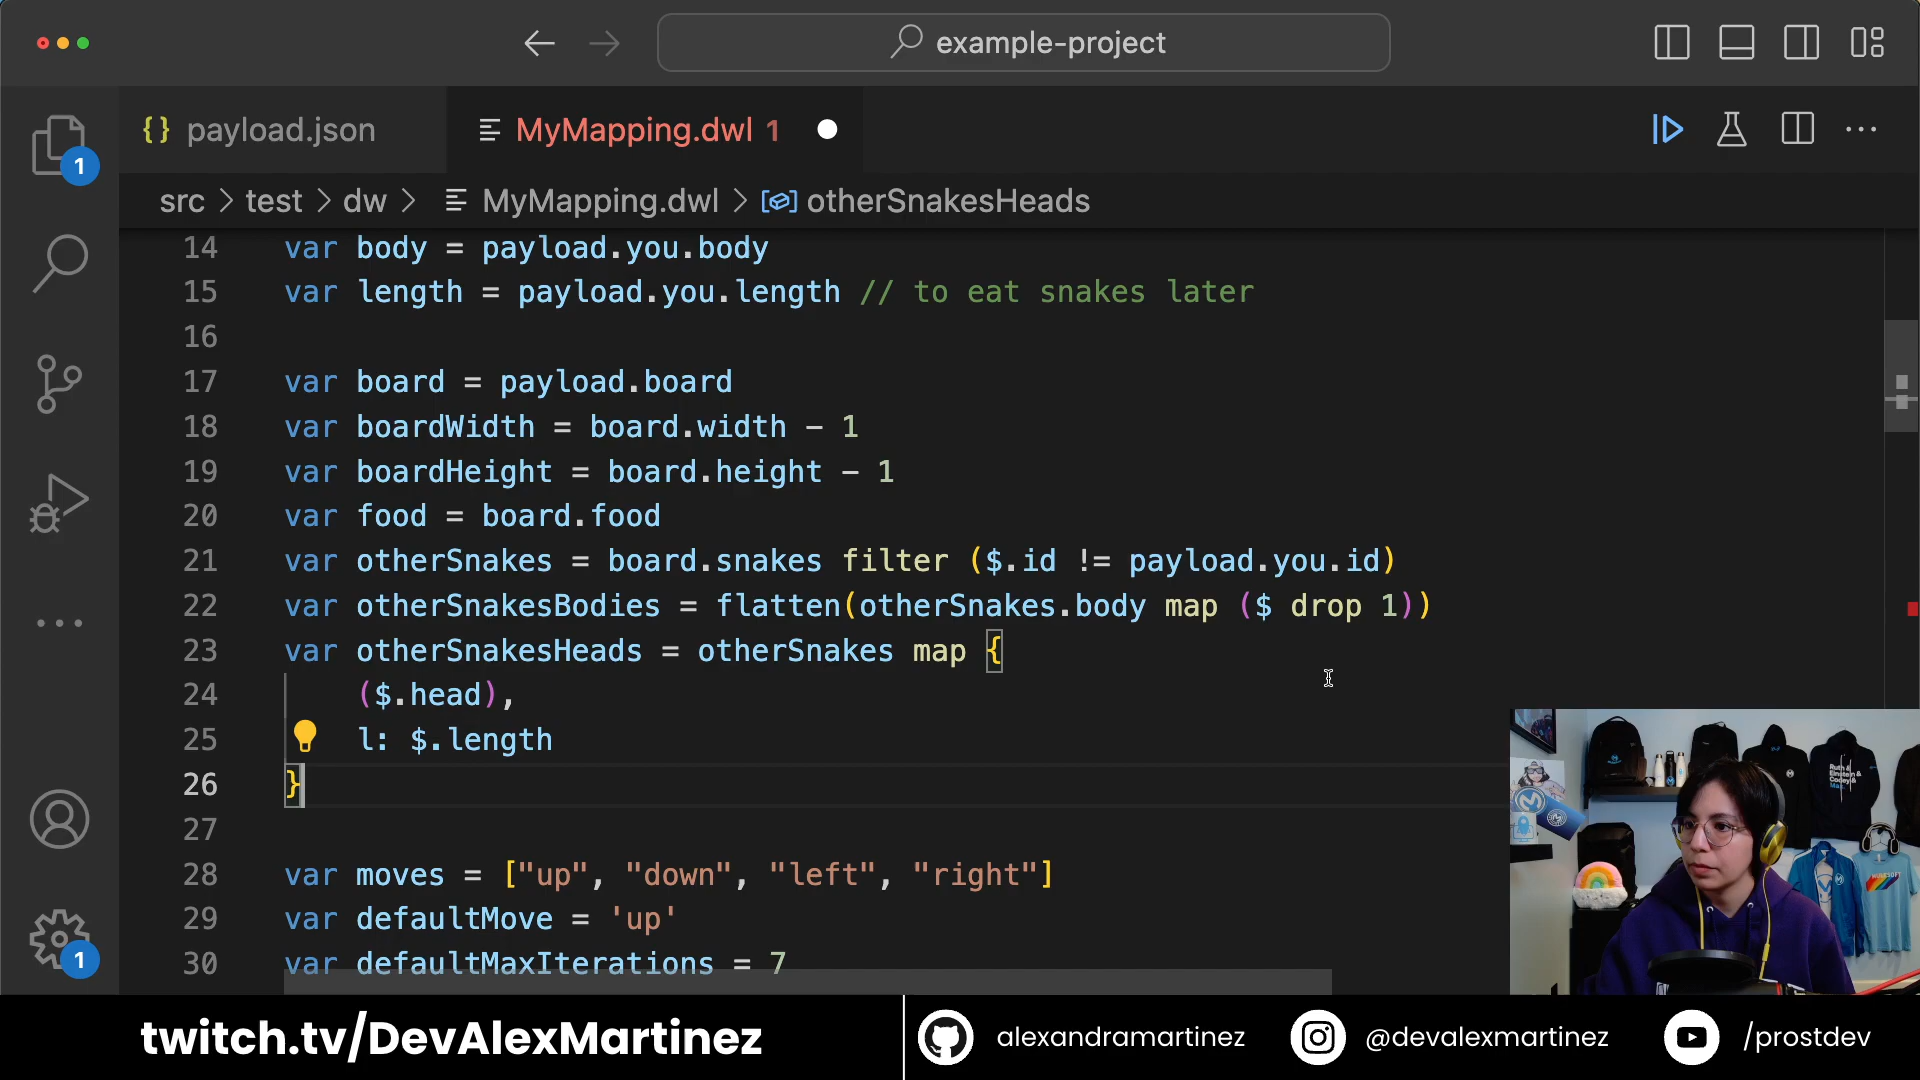 example-project
payload.json
MyMapping.dwl 1
src > test > dw > MyMapping.dwl > otherSnakesHeads
1
14 var body = payload.you.body
15 var length = payload.you.length // to eat snakes later
16
17 var board = payload.board
18 var boardWidth = board.width - 1
19 var boardHeight = board.height - 1
20 var food = board.food
21 var otherSnakes = board.snakes filter ($.id != payload.you.id)
22 var otherSnakesBodies = flatten(otherSnakes.body map ($ drop 1))
23 var otherSnakesHeads = otherSnakes map {
24 ($.head),
25 l: $.length
26 }
27
28 var moves = ["up", "down", "left", "right"]
29 var defaultMove = 'up'
30 var defaultMaxIterations = 7
1
twitch.tv/DevAlexMartinez
alexandramartinez
@devalexmartinez
/prostdev